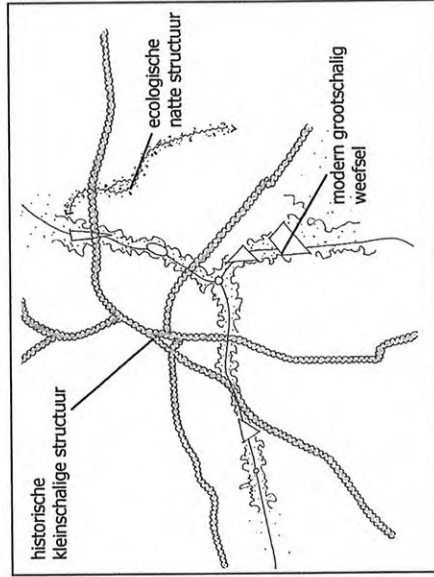 historische
kleinschalige structuur
ecologische
natte structuur
modern grootschalig
weefsel